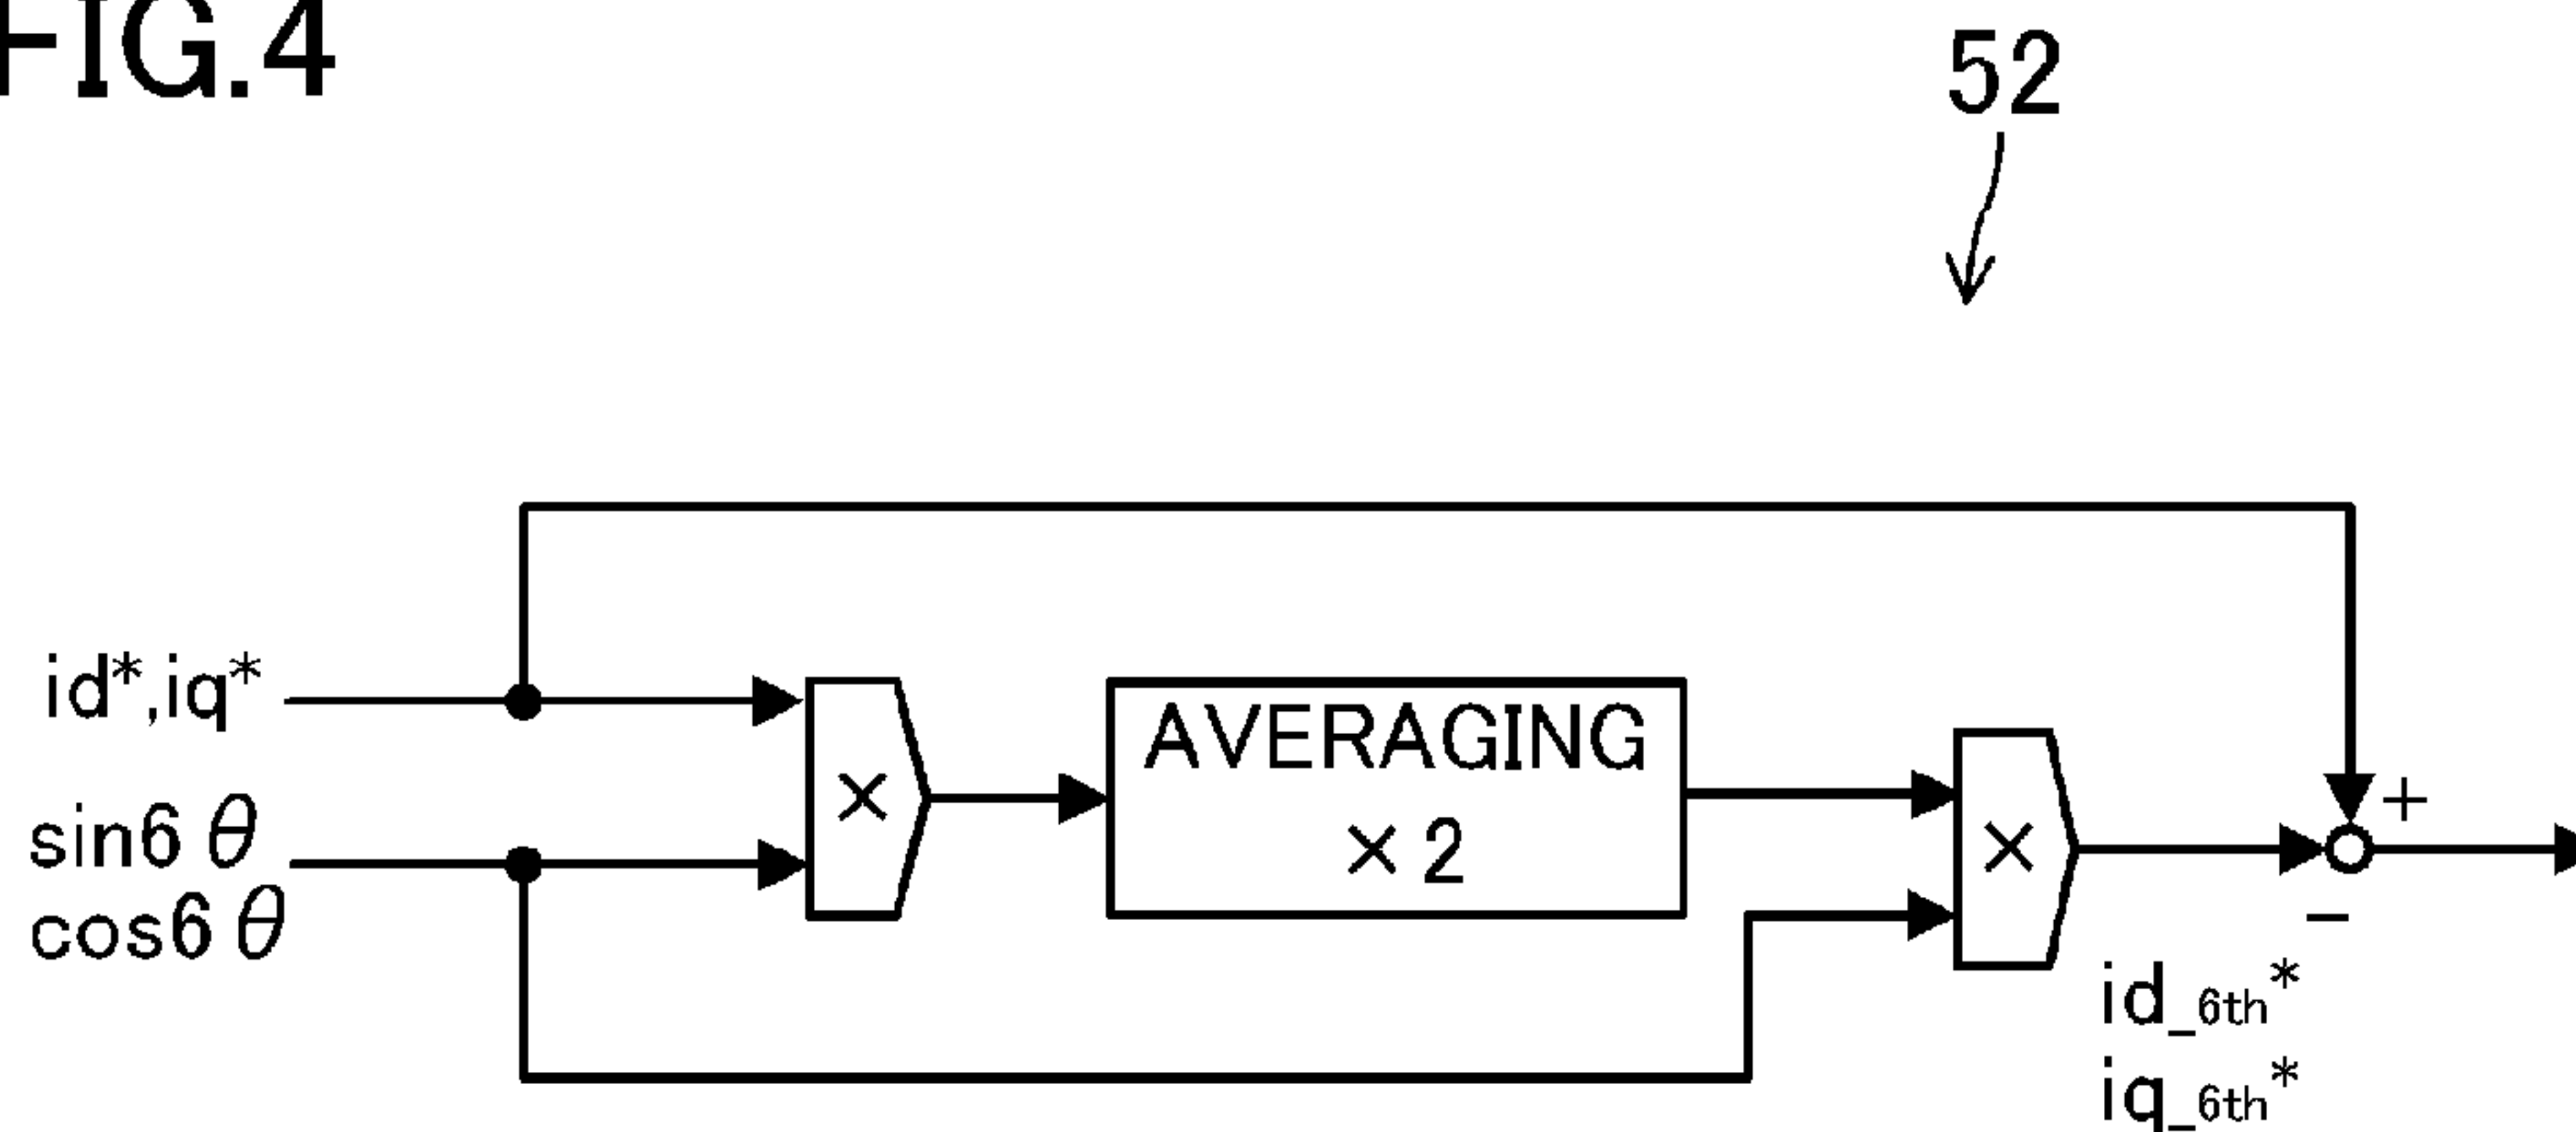 FIG.4
52
id*,iq*
sin6θ
cos6θ
×
AVERAGING
×2
×
+
−
id_6th*
iq_6th*